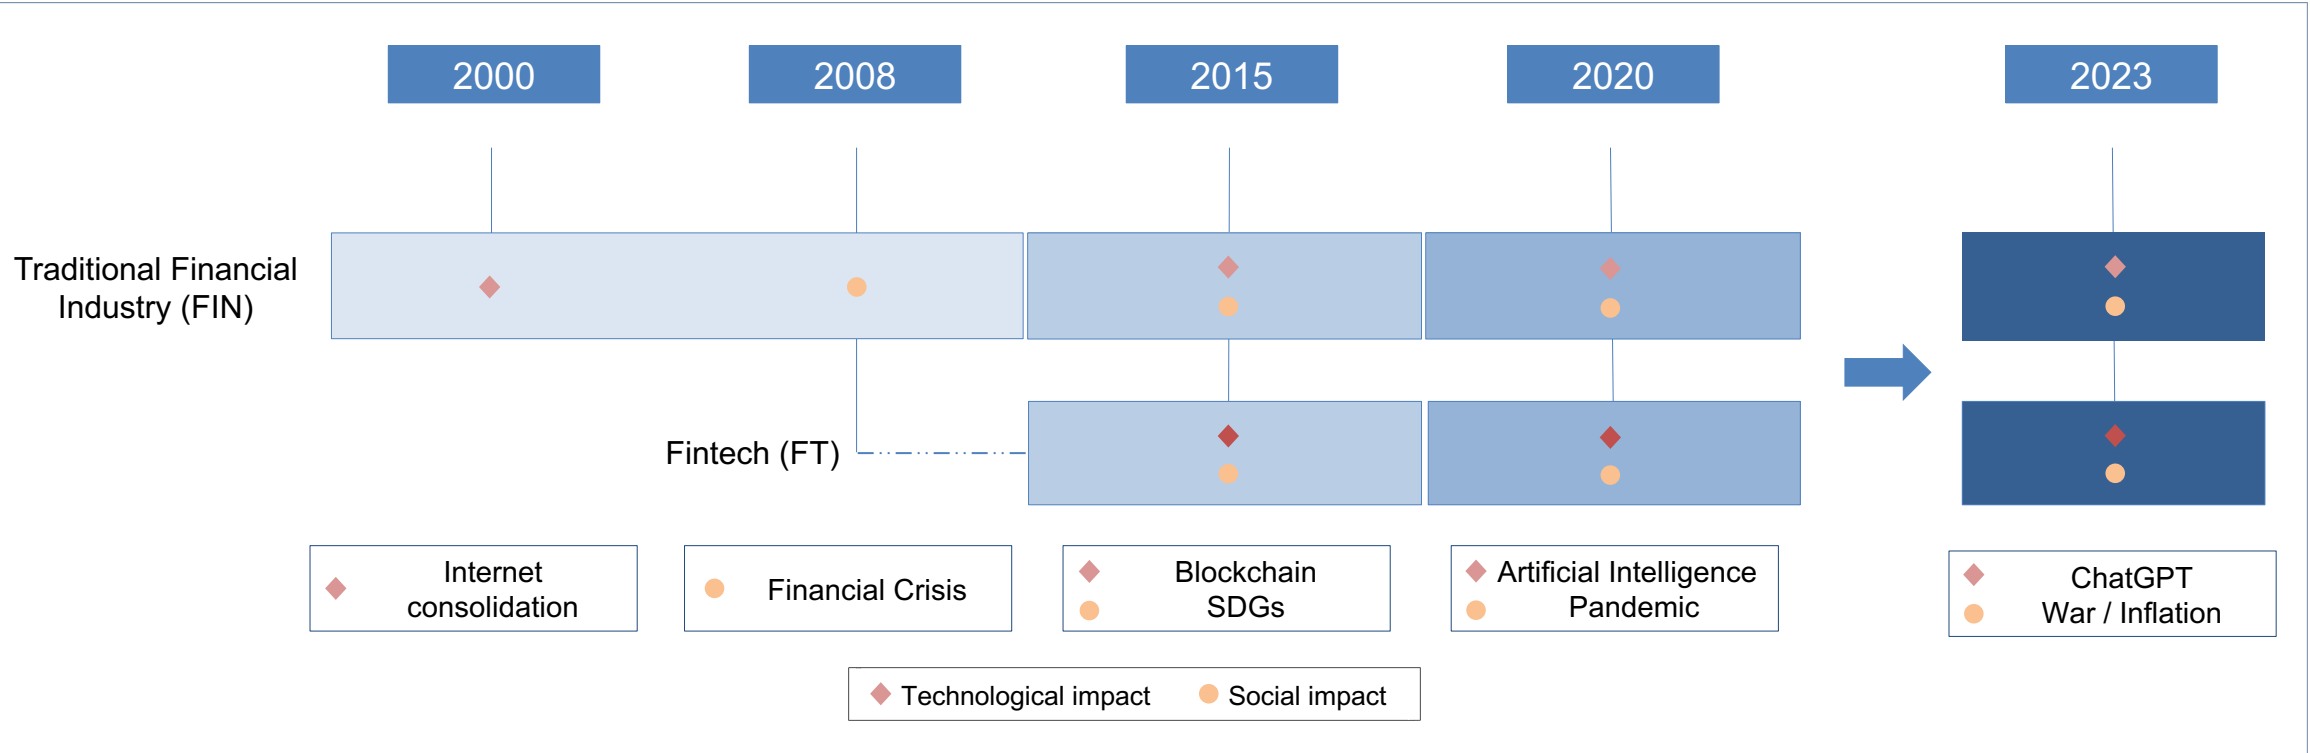 2000
2008
2015
2020
2023
Traditional Financial
Industry (FIN)
Fintech (FT)
Internet
consolidation
Financial Crisis
Blockchain
SDGs
Artificial Intelligence
Pandemic
ChatGPT
War / Inflation
Technological impact
Social impact